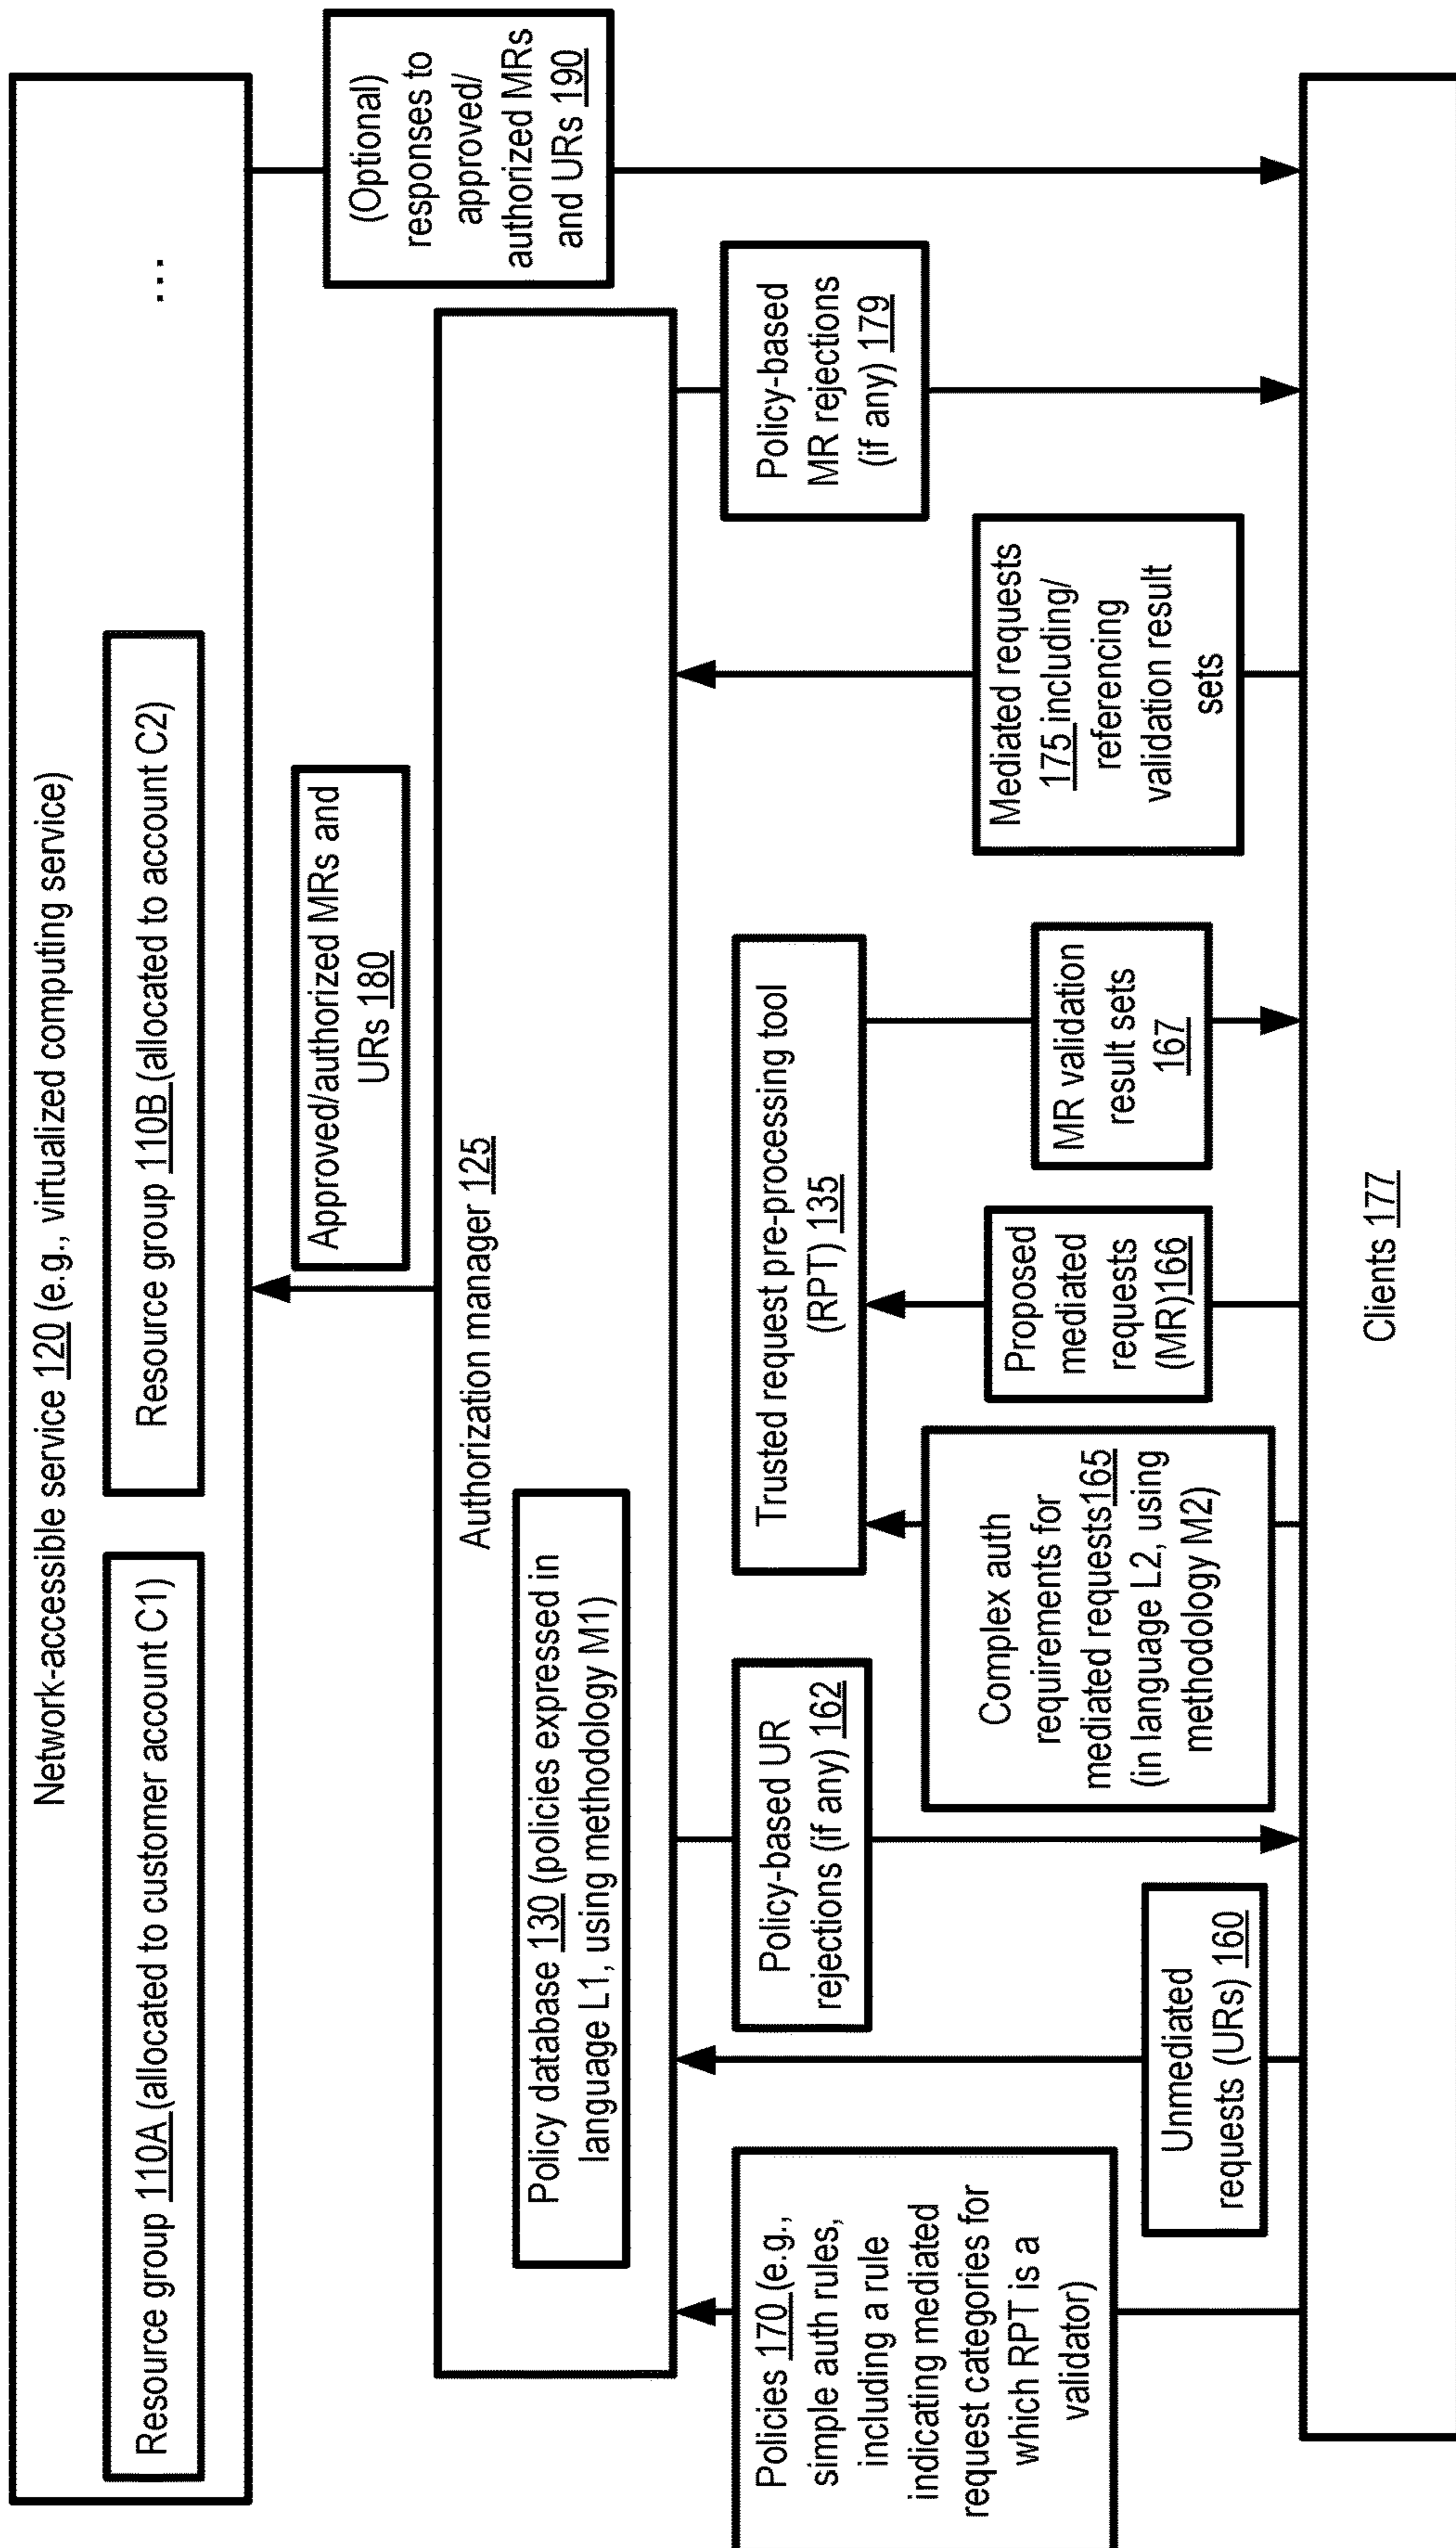 Network-accessible service 120 (e.g., virtualized computing service)
Resource group 110A (allocated to customer account C1)
Resource group 110B (allocated to account C2)
...
Approved/authorized MRs and
URs 180
(Optional)
responses to
approved/
authorized MRs
and URs 190
Authorization manager 125
Policy database 130 (policies expressed in
language L1, using methodology M1)
Policies 170 (e.g.,
simple auth rules,
including a rule
indicating mediated
request categories for
which RPT is a
validator)
Unmediated
requests (URs) 160
Policy-based UR
rejections (if any) 162
Complex auth
requirements for
mediated requests165
(in language L2, using
methodology M2)
Trusted request pre-processing tool
(RPT) 135
Proposed
mediated
requests
(MR)166
MR validation
result sets
167
Mediated requests
175 including/
referencing
validation result
sets
Policy-based
MR rejections
(if any) 179
Clients 177